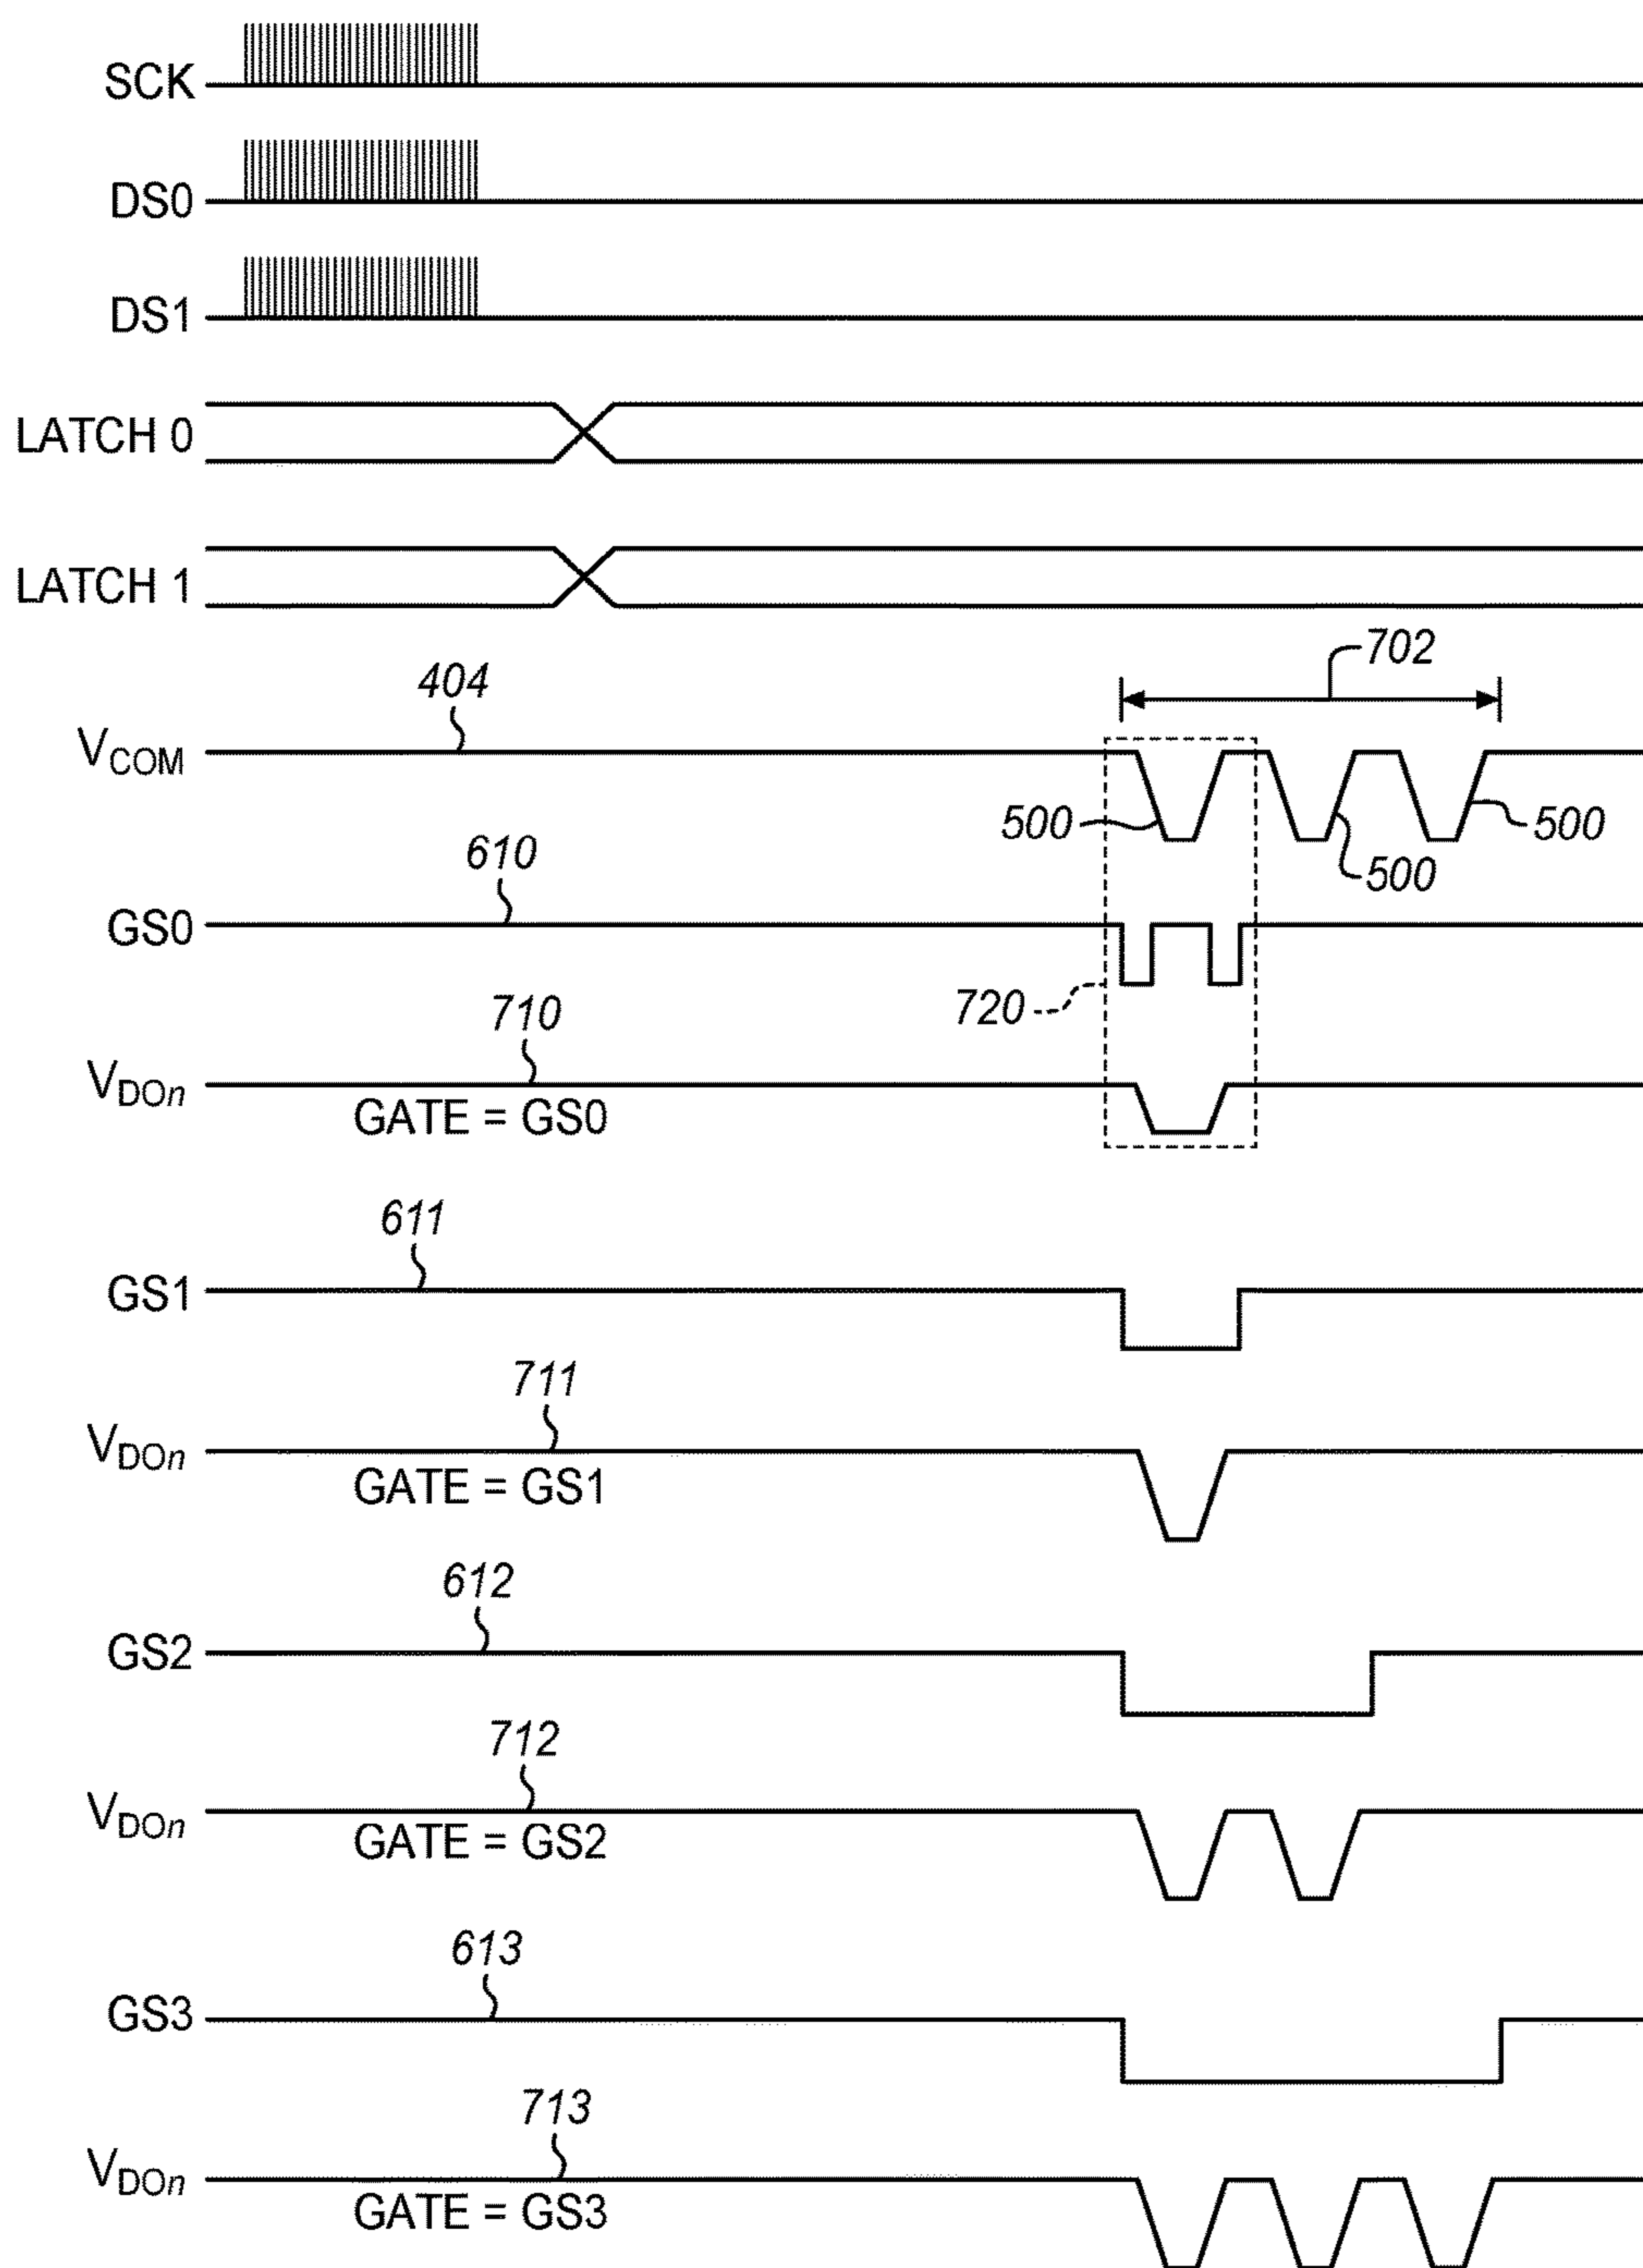 SCK
DS0
DS1
LATCH 0
LATCH 1
702
404
VCOM
500
500
500
610
GS0
720
710
VDOn
GATE = GS0
611
GS1
711
VDOn
GATE = GS1
612
GS2
712
VDOn
GATE = GS2
613
GS3
713
VDOn
GATE = GS3